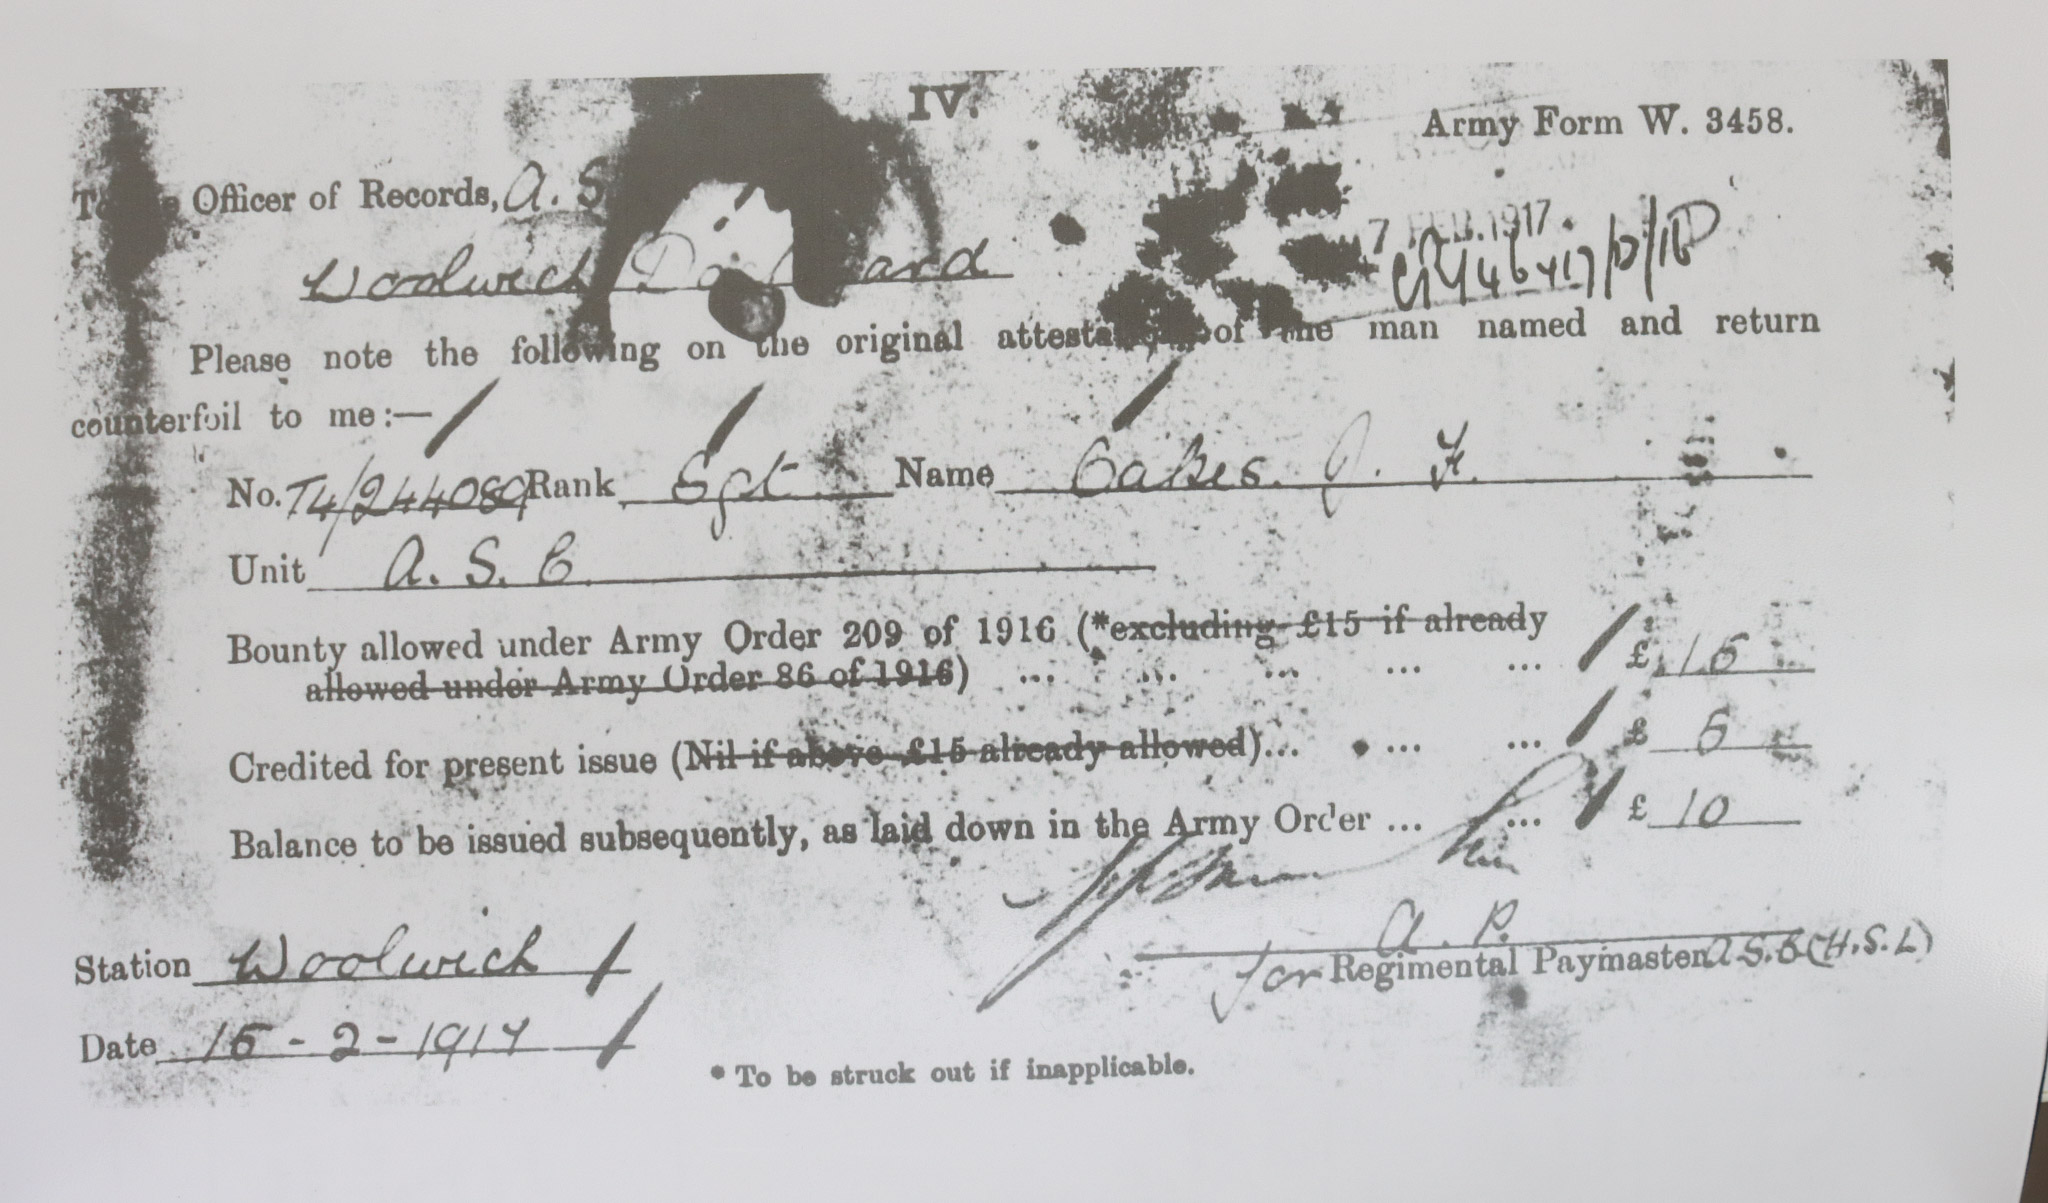 IV.
Army Form W. 3458.
Officer of Records, A. S
Woolwich
7 FEB. 1917
Please note the following on the original of the man named and return
counterfoil to me:—
No. T4/244089 Rank Sgt Name Oakes. J. H.
Unit A. S. C
Bounty allowed under Army Order 209 of 1916 (*excluding £15 if already
allowed under Army Order 86 of 1916) ... ... ... ... ... £ 15
Credited for present issue (Nil if above £15 already allowed)... ... ... £ 5
Balance to be issued subsequently, as laid down in the Army Order ... ... £ 10
A. P.
Station Woolwich
for Regimental Paymaster A.S.C (H.S.L)
Date 15-2-1917
* To be struck out if inapplicable.